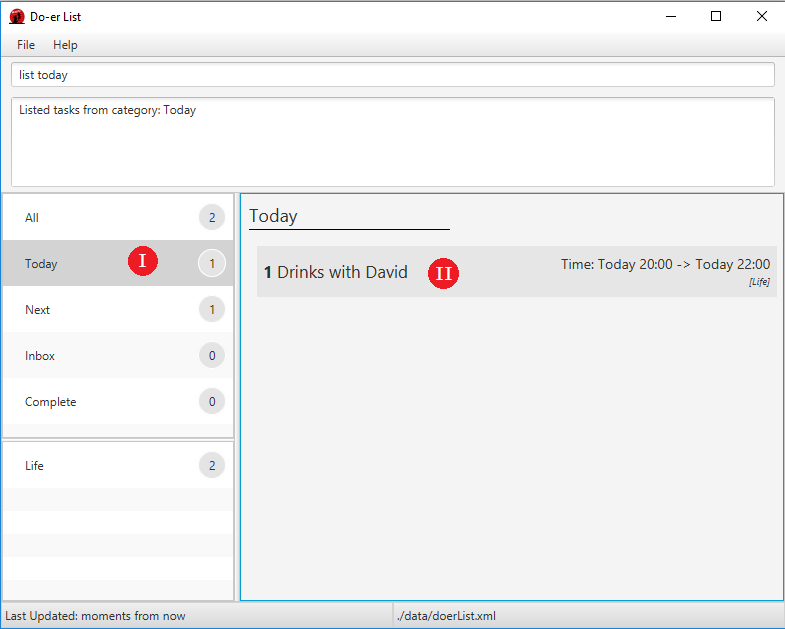 Do-er List
File Help
list today
Listed tasks from category: Today
All 2
Today I 1
Next 1
Inbox 0
Complete 0
Life 2
Today
1 Drinks with David II Time: Today 20:00 -> Today 22:00
[Life]
Last Updated: moments from now ./data/doerList.xml